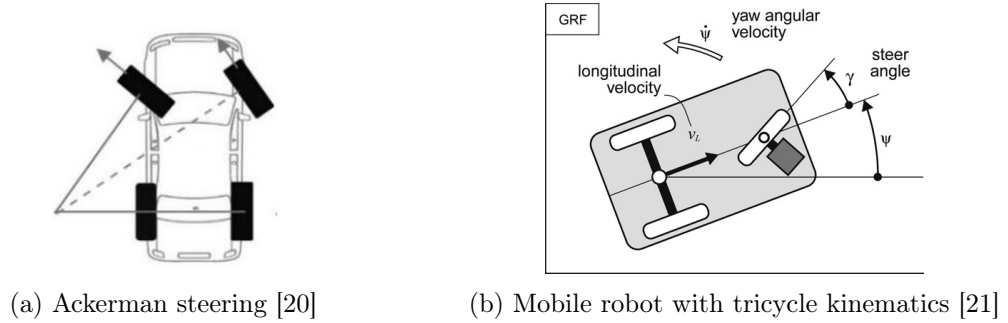 GRF
ψ̇
yaw angular
velocity
longitudinal
velocity
steer
angle
γ
v_L
ψ
(a) Ackerman steering [20]
(b) Mobile robot with tricycle kinematics [21]